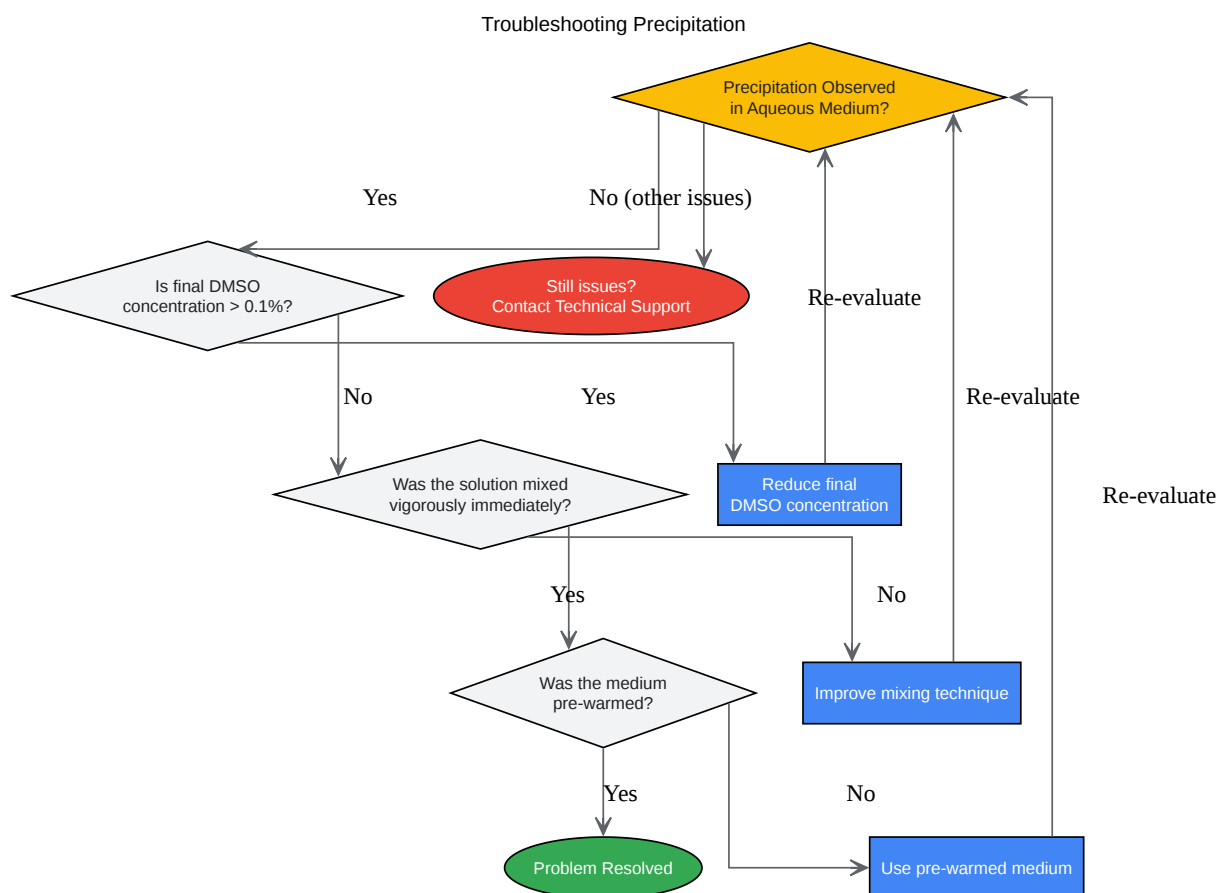 Troubleshooting Precipitation
Precipitation Observed
in Aqueous Medium?
Yes
No (other issues)
Is final DMSO
concentration > 0.1%?
Still issues?
Contact Technical Support
Re-evaluate
No
Yes
Re-evaluate
Was the solution mixed
vigorously immediately?
Reduce final
DMSO concentration
Re-evaluate
Yes
No
Was the medium
pre-warmed?
Improve mixing technique
Yes
No
Problem Resolved
Use pre-warmed medium